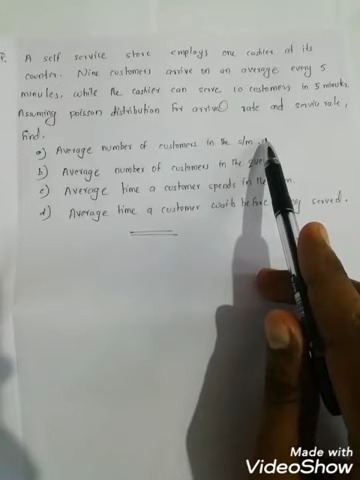 P. A self service store employs one cashier at its
counter. Nine customers arrive on an average every 5
minutes, while the cashier can serve 10 customers in 5 minutes.
Assuming poisson distribution for arrival rate and service rate,
find.
a) Average number of customers in the s/m
b) Average number of customers in the
c) Average time a customer spends in the
d) Average time a customer waits before served.
Made with
VideoShow